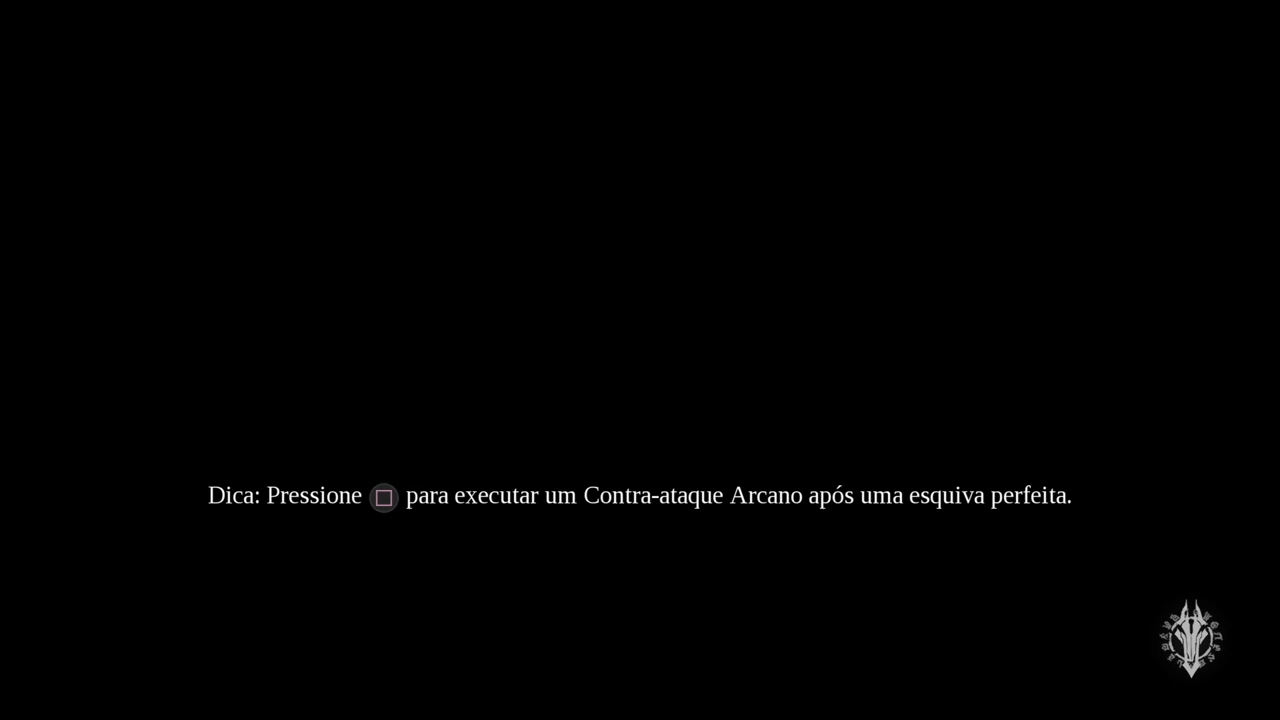 Dica: Pressione □ para executar um Contra-ataque Arcano após uma esquiva perfeita.